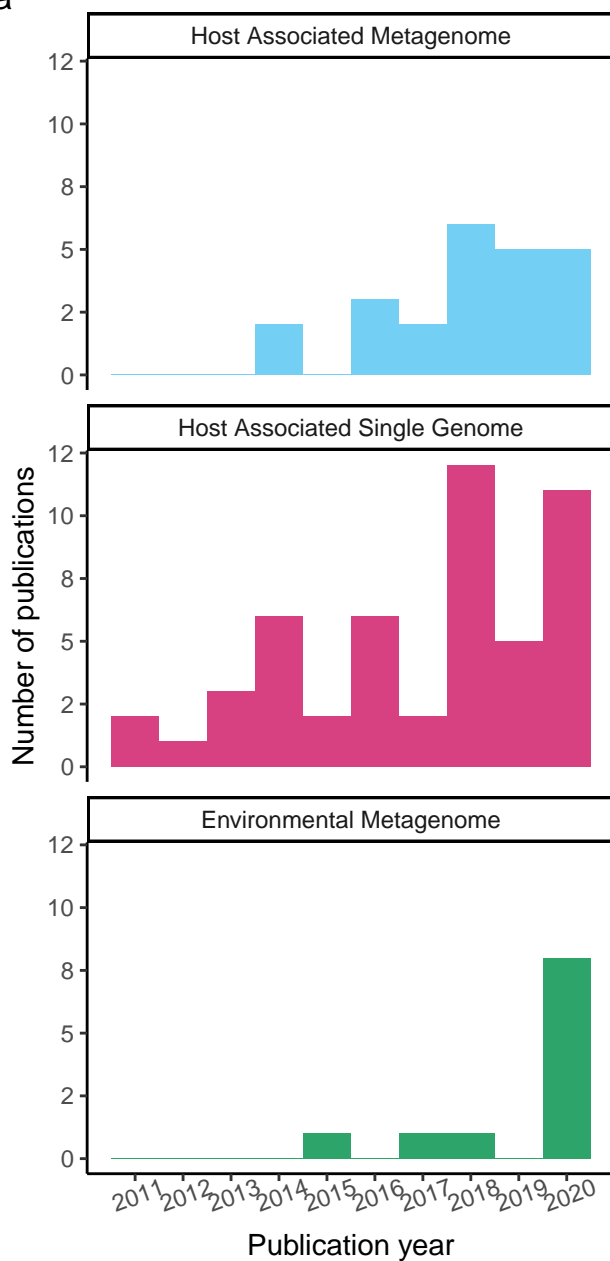 a
Host Associated Metagenome
12
10
8
5
2
0
Host Associated Single Genome
12
10
8
5
2
0
Number of publications
Environmental Metagenome
12
10
8
5
2
0
2011 2012 2013 2014 2015 2016 2017 2018 2019 2020
Publication year